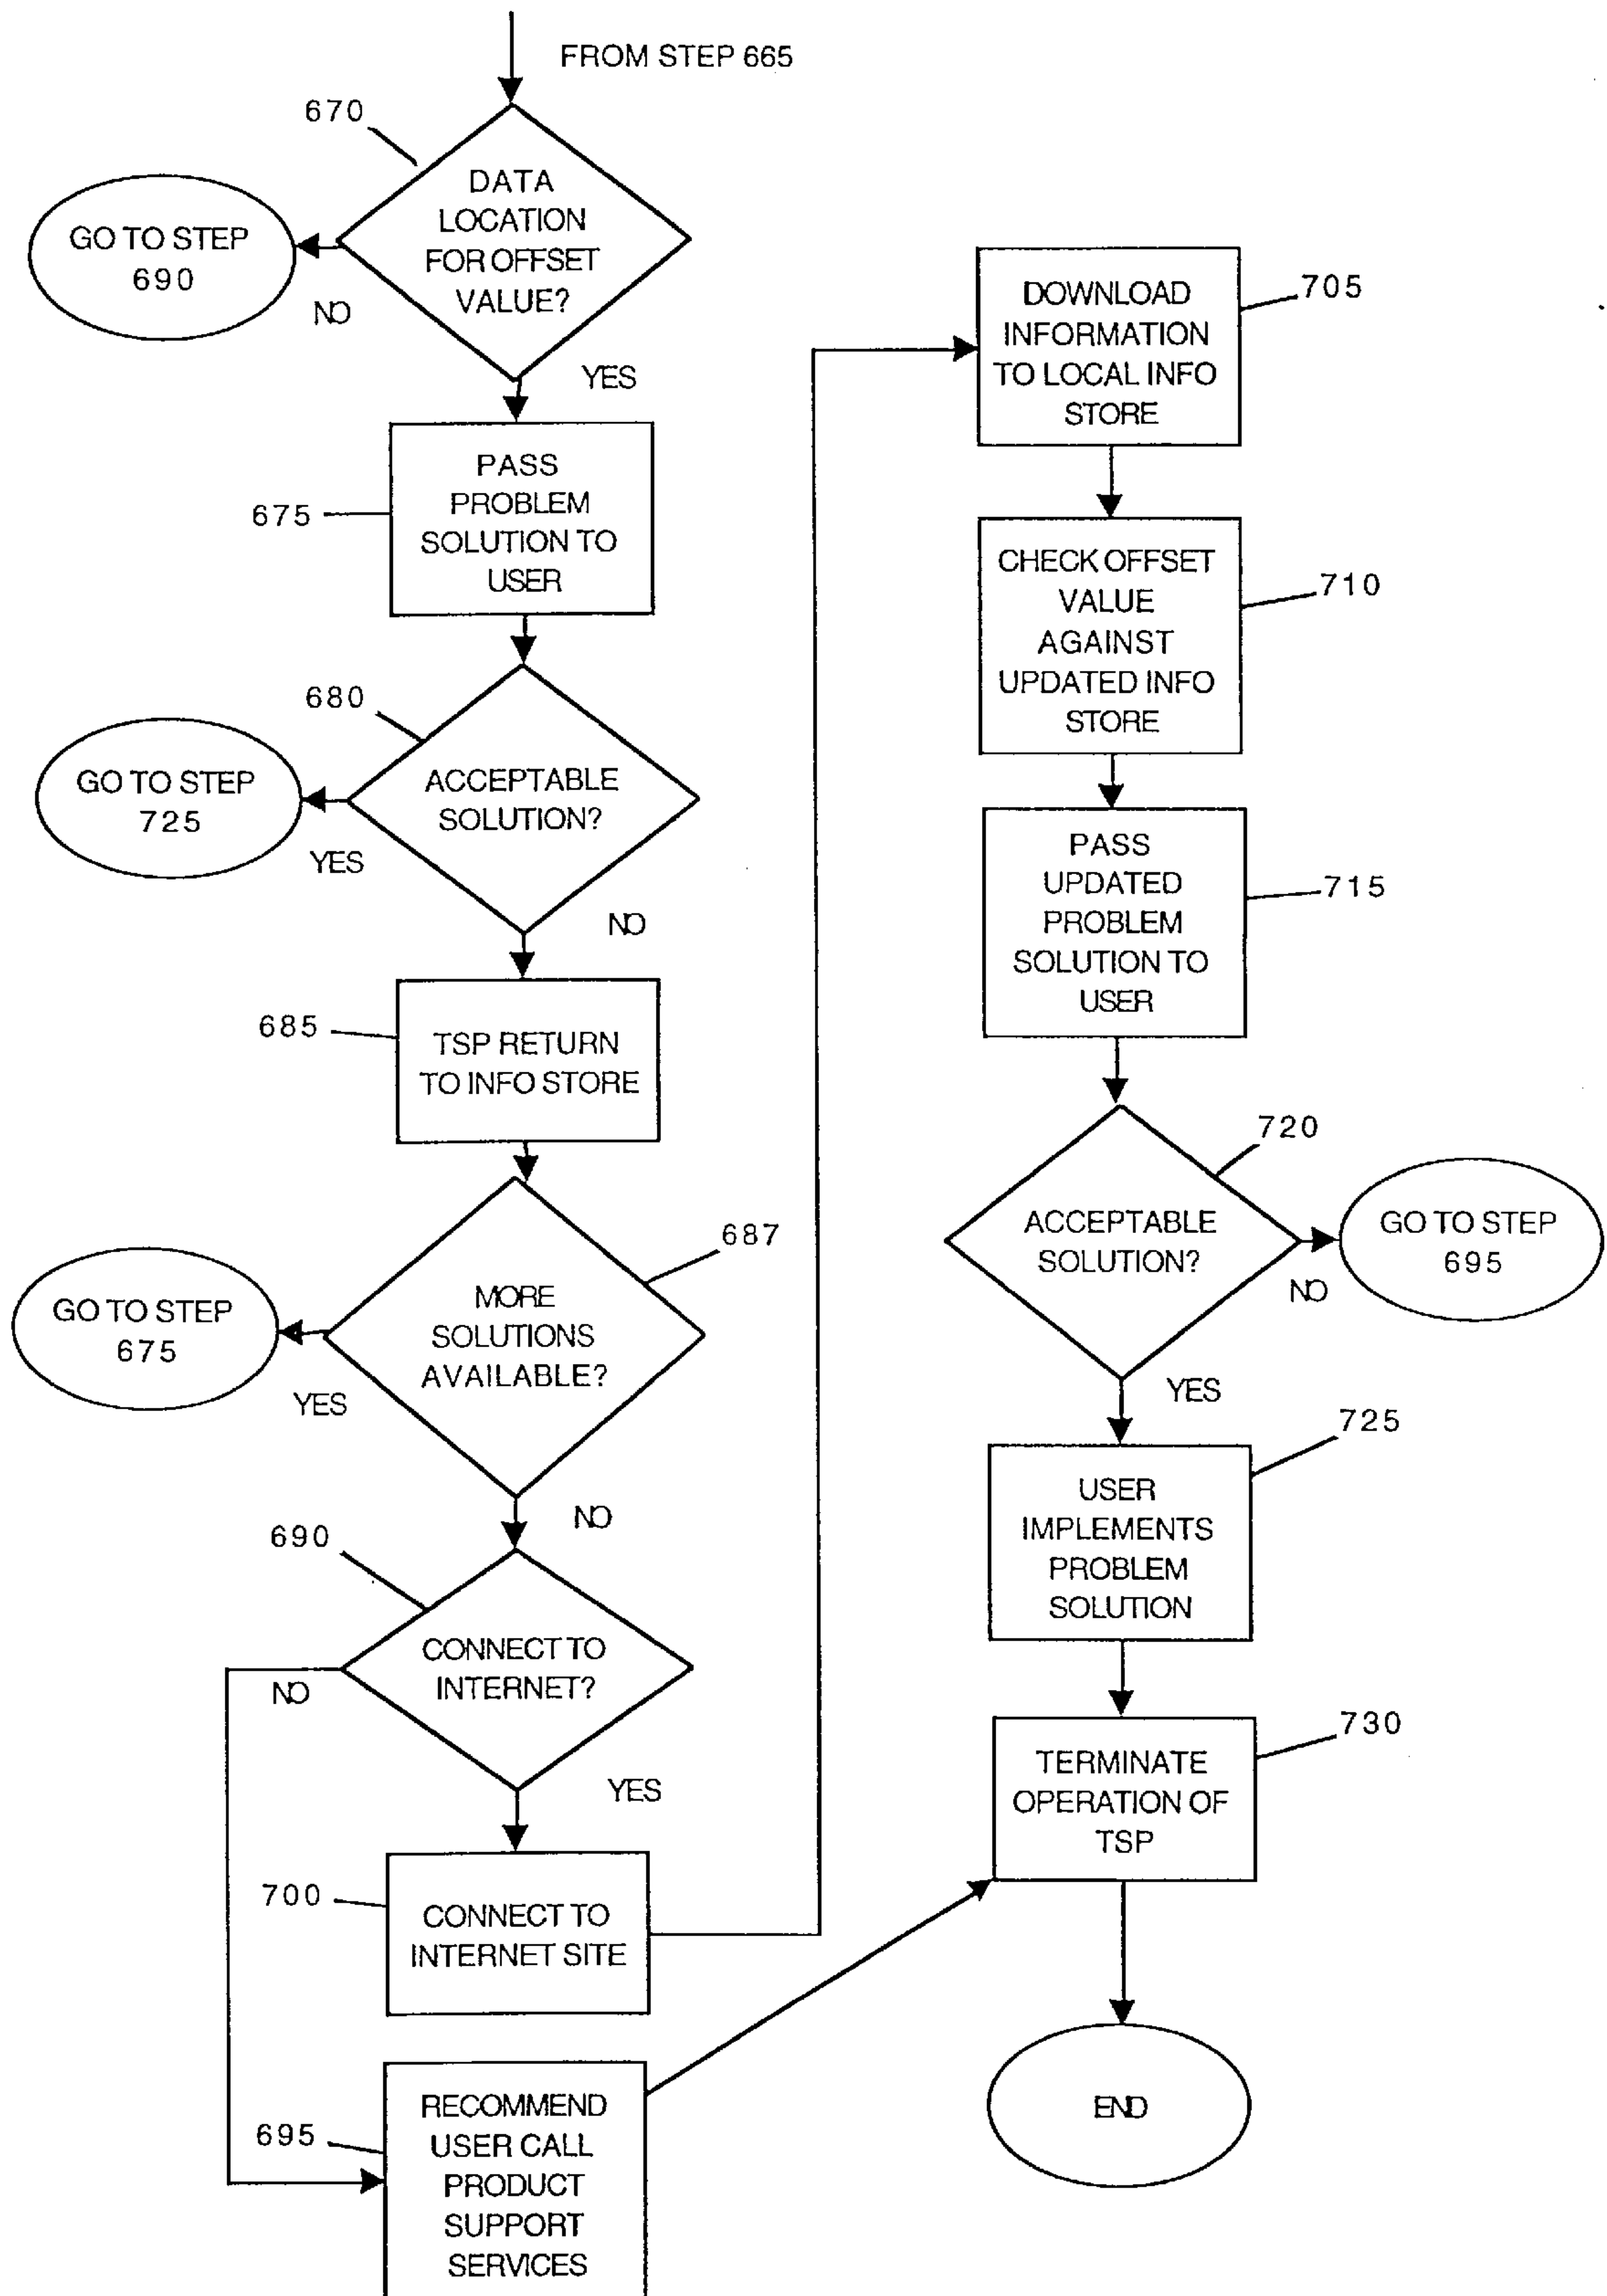 FROM STEP 665
670
DATA
LOCATION
FOR OFFSET
VALUE?
GO TO STEP
690
NO
YES
675
PASS
PROBLEM
SOLUTION TO
USER
680
ACCEPTABLE
SOLUTION?
GO TO STEP
725
YES
NO
685
TSP RETURN
TO INFO STORE
687
MORE
SOLUTIONS
AVAILABLE?
GO TO STEP
675
YES
NO
690
CONNECT TO
INTERNET?
NO
YES
700
CONNECT TO
INTERNET SITE
695
RECOMMEND
USER CALL
PRODUCT
SUPPORT
SERVICES
705
DOWNLOAD
INFORMATION
TO LOCAL INFO
STORE
710
CHECK OFFSET
VALUE
AGAINST
UPDATED INFO
STORE
715
PASS
UPDATED
PROBLEM
SOLUTION TO
USER
720
ACCEPTABLE
SOLUTION?
GO TO STEP
695
NO
YES
725
USER
IMPLEMENTS
PROBLEM
SOLUTION
730
TERMINATE
OPERATION OF
TSP
END